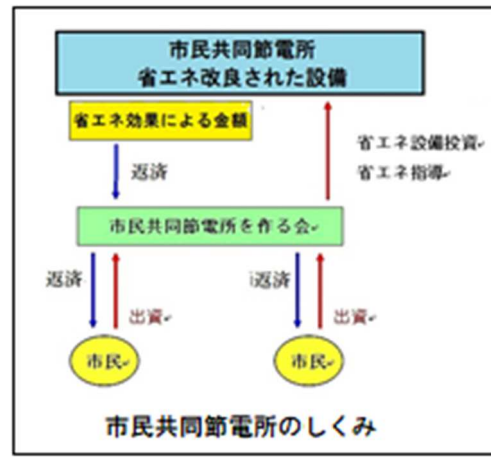 市民共同節電所
省エネ改良された設備
省エネ効果による金額
返済
省エネ設備投資
省エネ指導
市民共同節電所を作る会
返済
出資
返済
出資
市民
市民
市民共同節電所のしくみ